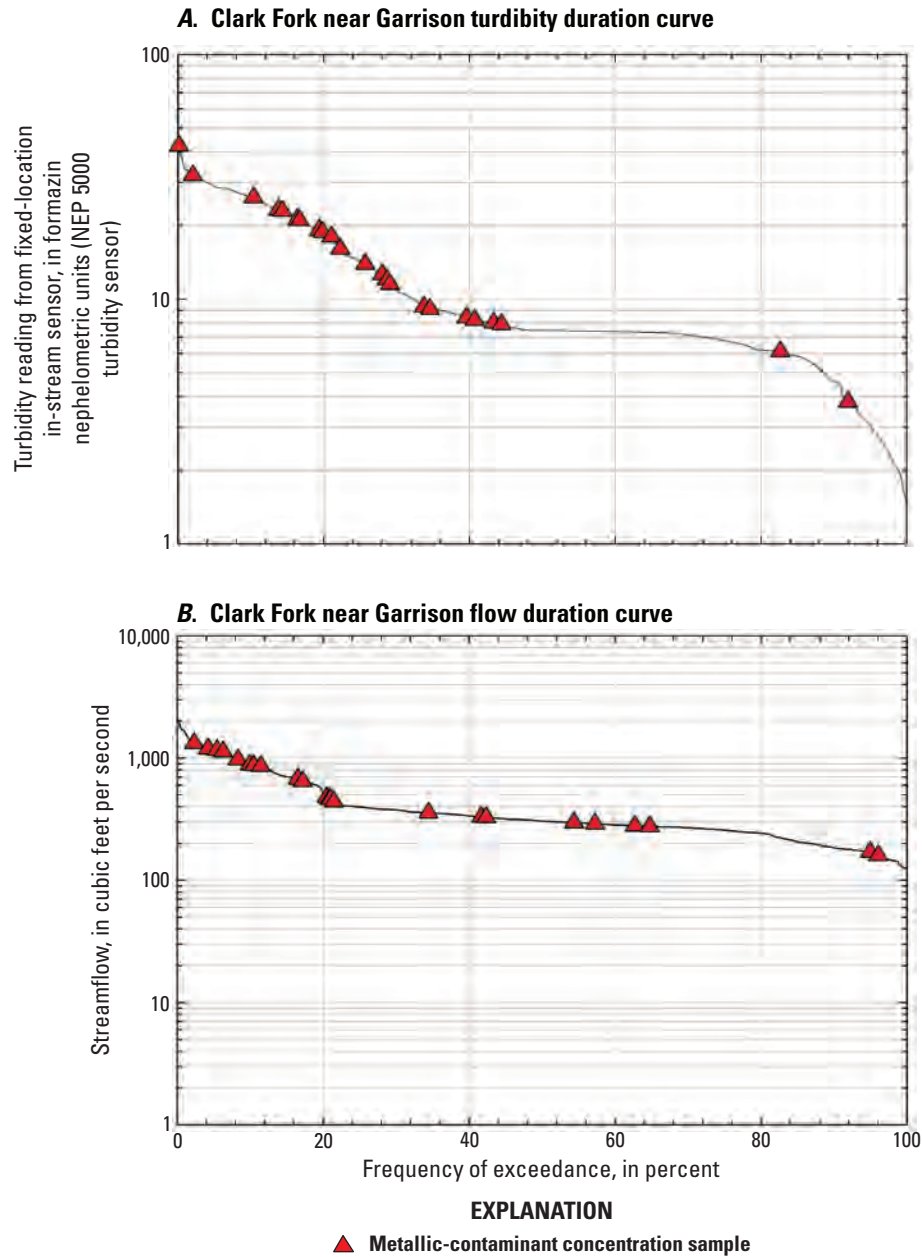 A. Clark Fork near Garrison turdibity duration curve
100
10
1
Turbidity reading from fixed-location
in-stream sensor, in formazin
nephelometric units (NEP 5000
turbidity sensor)
B. Clark Fork near Garrison flow duration curve
10,000
1,000
100
10
1
Streamflow, in cubic feet per second
0 20 40 60 80 100
Frequency of exceedance, in percent
EXPLANATION
Metallic-contaminant concentration sample